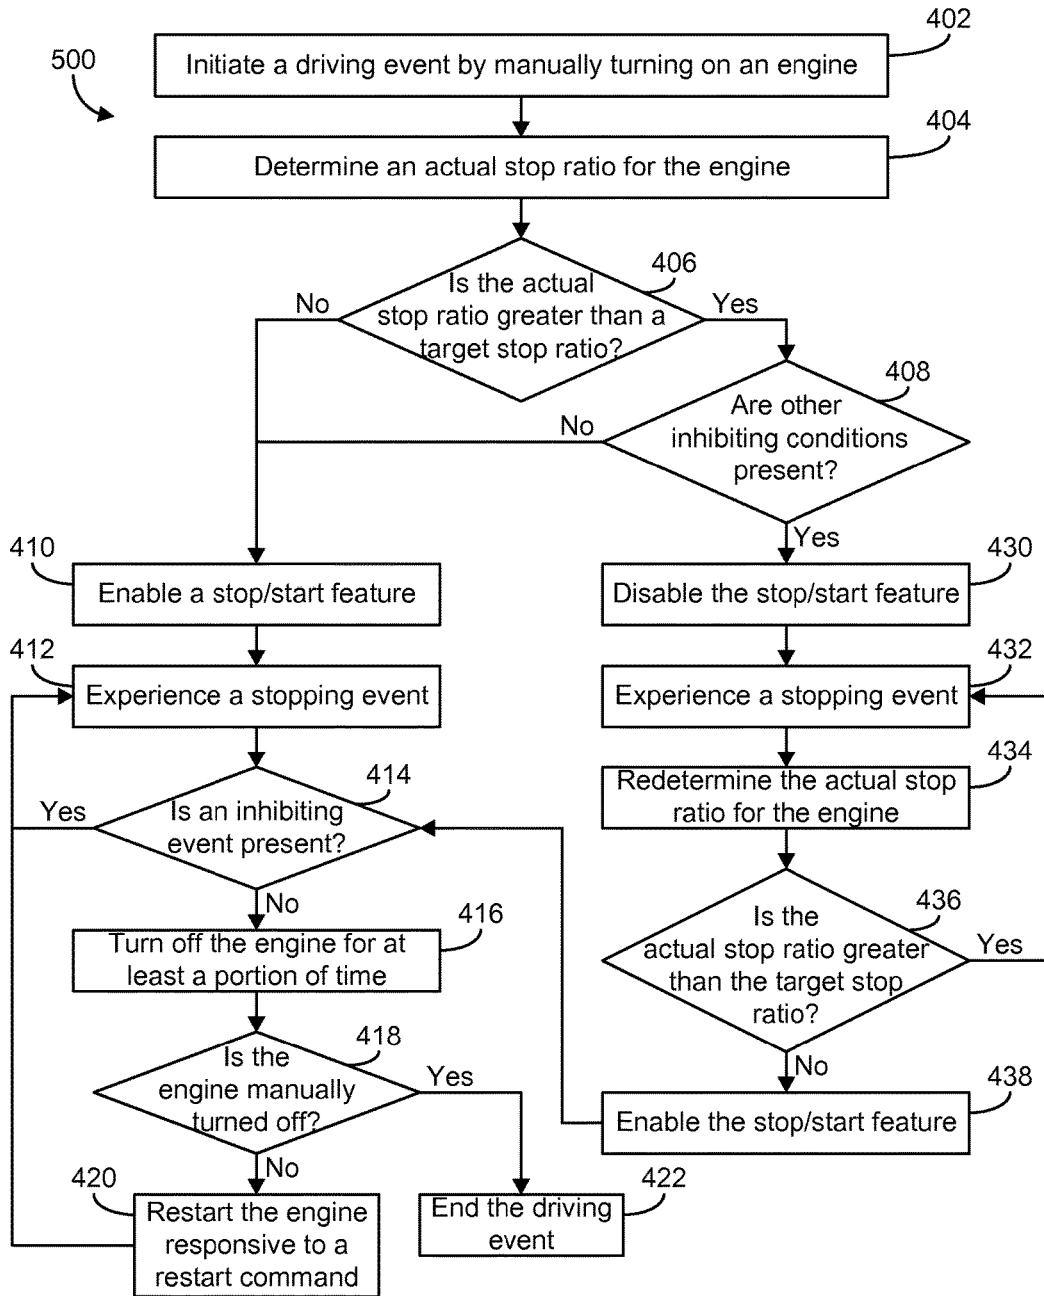 402
Initiate a driving event by manually turning on an engine
500
404
Determine an actual stop ratio for the engine
406
Is the actual
stop ratio greater than a
target stop ratio?
No
Yes
408
Are other
inhibiting conditions
present?
No
Yes
410
Enable a stop/start feature
430
Disable the stop/start feature
412
Experience a stopping event
432
Experience a stopping event
414
Is an inhibiting
event present?
Yes
No
434
Redetermine the actual stop
ratio for the engine
416
Turn off the engine for at
least a portion of time
436
Is the
actual stop ratio greater
than the target stop
ratio?
Yes
No
418
Is the
engine manually
turned off?
Yes
No
438
Enable the stop/start feature
420
Restart the engine
responsive to a
restart command
422
End the driving
event